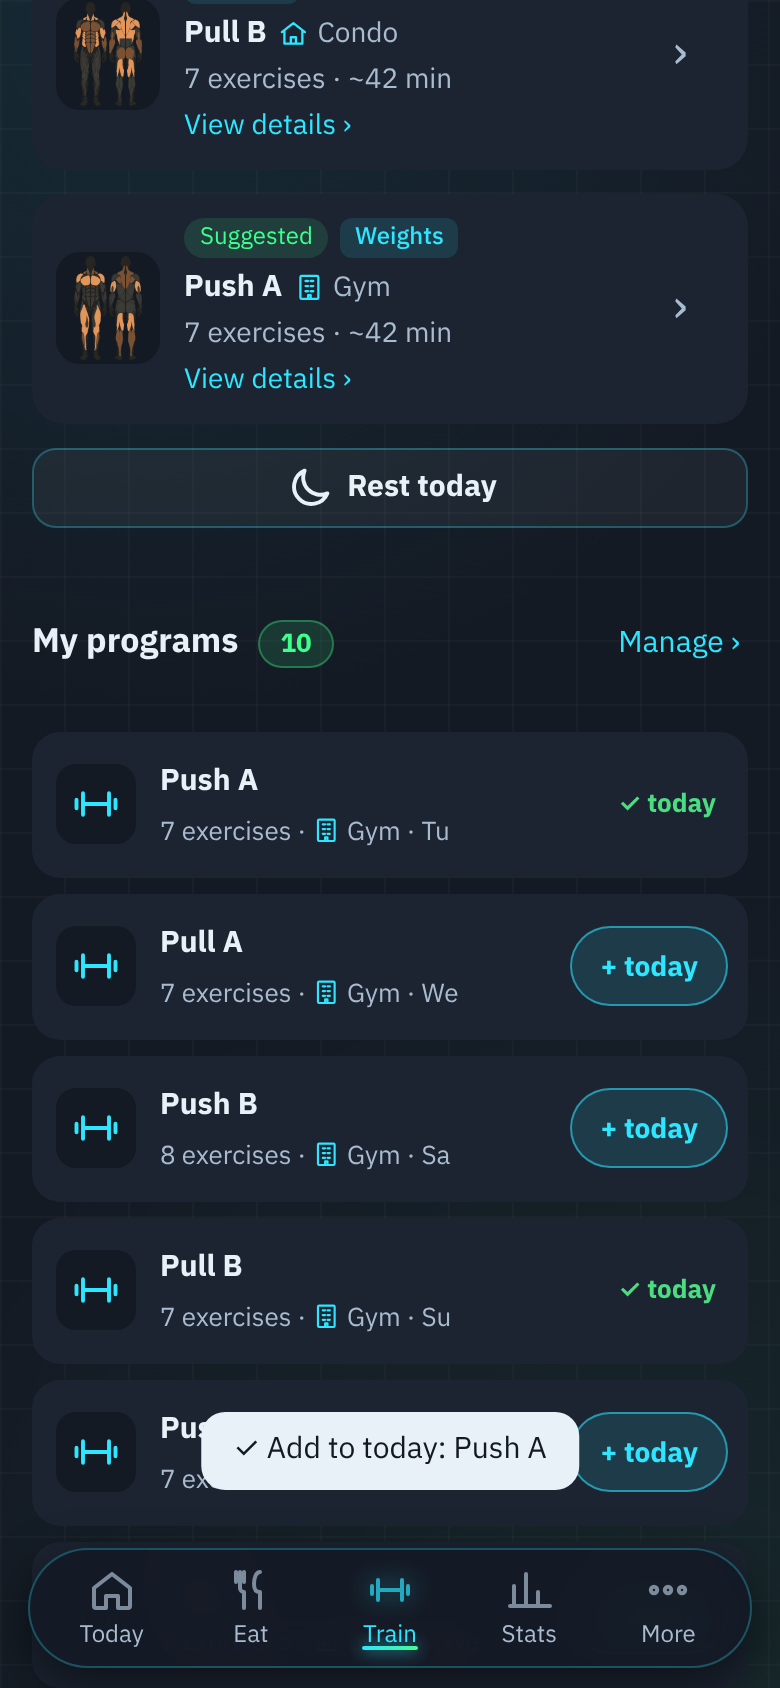 Pull B Condo
7 exercises · ~42 min
View details ›
Suggested Weights
Push A Gym
7 exercises · ~42 min
View details ›
Rest today
My programs 10 Manage ›
Push A
7 exercises · Gym · Tu
✓ today
Pull A
7 exercises · Gym · We
+ today
Push B
8 exercises · Gym · Sa
+ today
Pull B
7 exercises · Gym · Su
✓ today
+ today
✓ Add to today: Push A
Today Eat Train Stats More